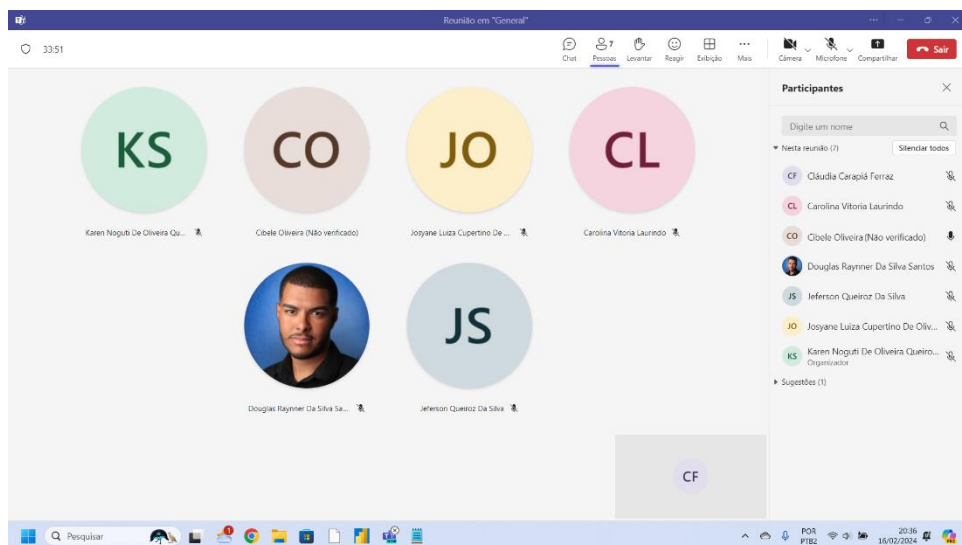 Reunião em "General"
33:51
Chat
7
Pessoas
Levantar
Reagir
Exibição
Mais
Câmera
Microfone
Compartilhar
Sair
KS
Karen Noguti De Oliveira Qu...
CO
Cibele Oliveira (Não verificado)
JO
Josyane Luiza Cupertino De ...
CL
Carolina Vitoria Laurindo
Douglas Raynner Da Silva Sa...
JS
Jeferson Queiroz Da Silva
CF
Participantes
Digite um nome
Nesta reunião (7)
Silenciar todos
CF Cláudia Carapiá Ferraz
CL Carolina Vitoria Laurindo
CO Cibele Oliveira (Não verificado)
Douglas Raynner Da Silva Santos
JS Jeferson Queiroz Da Silva
JO Josyane Luiza Cupertino De Oliv...
KS Karen Noguti De Oliveira Queiro...
Organizador
Sugestões (1)
Pesquisar
1
POR
PTB2
20:36
16/02/2024